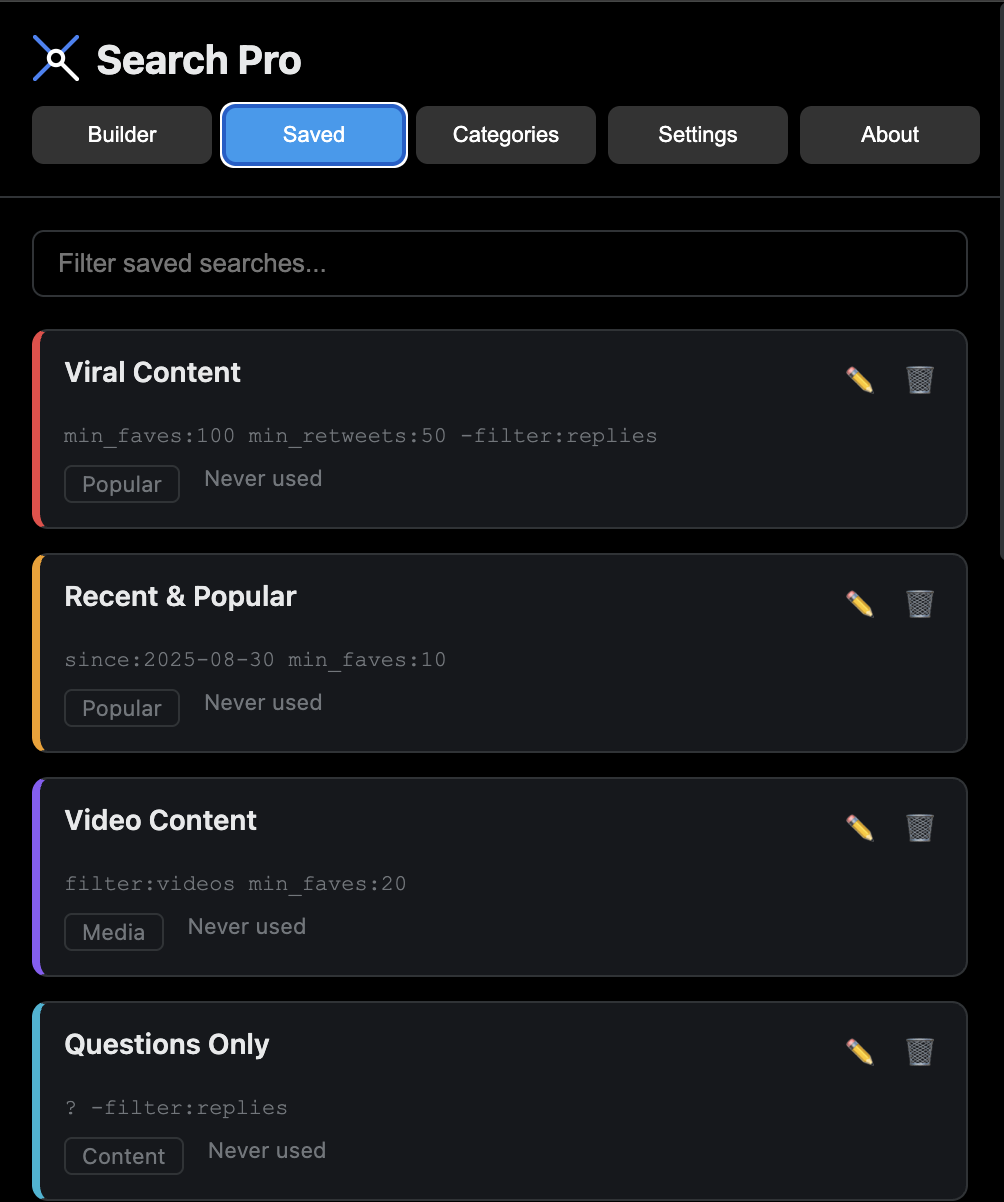 Search Pro
Builder Saved Categories Settings About
Filter saved searches...
Viral Content
min_faves:100 min_retweets:50 -filter:replies
Popular Never used
Recent & Popular
since:2025-08-30 min_faves:10
Popular Never used
Video Content
filter:videos min_faves:20
Media Never used
Questions Only
? -filter:replies
Content Never used